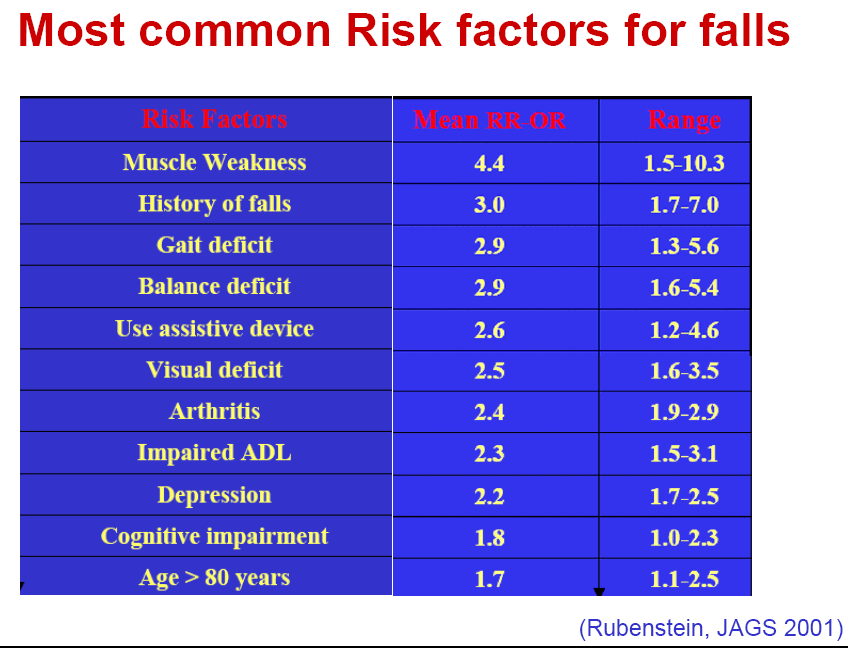 Most common Risk factors for falls
Risk Factors Mean RR-OR Range
Muscle Weakness 4.4 1.5-10.3
History of falls 3.0 1.7-7.0
Gait deficit 2.9 1.3-5.6
Balance deficit 2.9 1.6-5.4
Use assistive device 2.6 1.2-4.6
Visual deficit 2.5 1.6-3.5
Arthritis 2.4 1.9-2.9
Impaired ADL 2.3 1.5-3.1
Depression 2.2 1.7-2.5
Cognitive impairment 1.8 1.0-2.3
Age > 80 years 1.7 1.1-2.5
(Rubenstein, JAGS 2001)